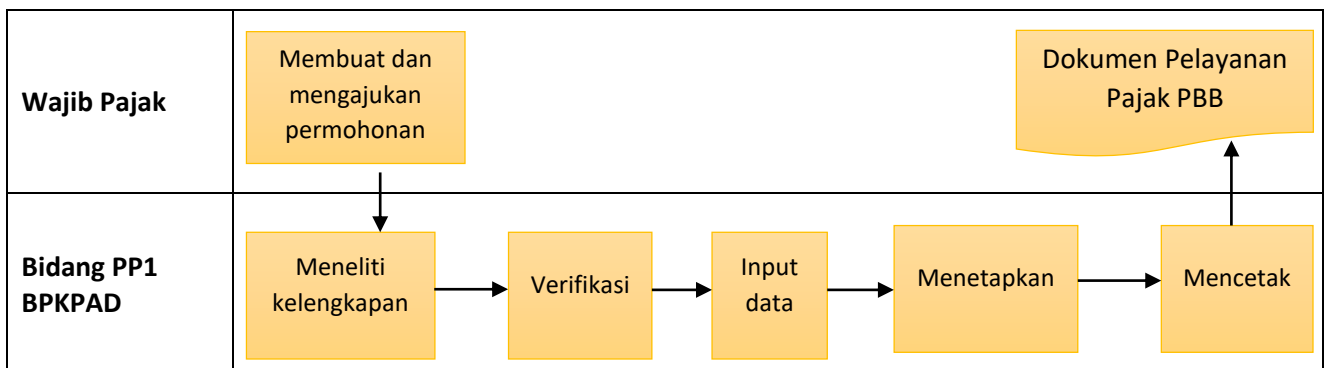 Wajib Pajak
Membuat dan
mengajukan
permohonan
Dokumen Pelayanan
Pajak PBB
Bidang PP1
BPKPAD
Meneliti
kelengkapan
Verifikasi
Input
data
Menetapkan
Mencetak